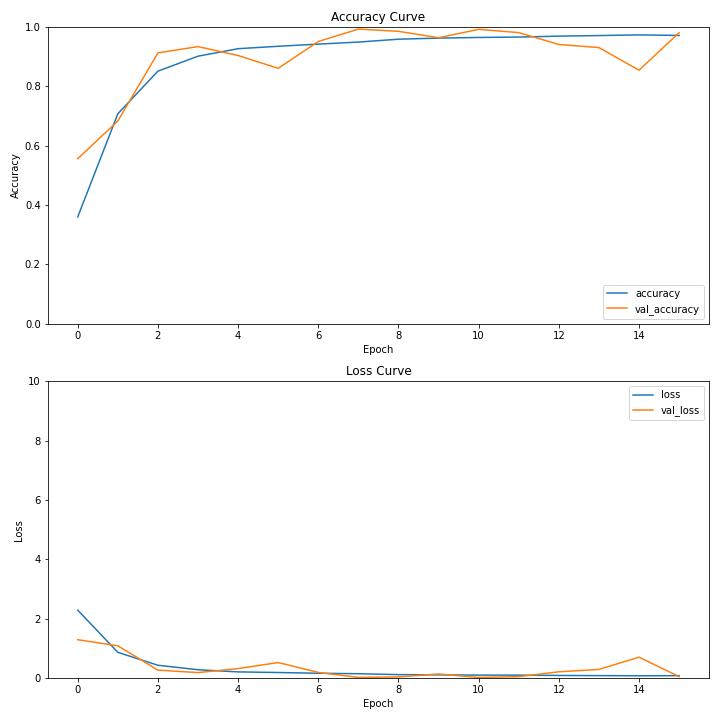 Accuracy Curve
1.0
0.8
0.6
0.4
0.2
0.0
Accuracy
accuracy
val_accuracy
0 2 4 6 8 10 12 14
Epoch
Loss Curve
10
8
6
4
2
0
Loss
loss
val_loss
0 2 4 6 8 10 12 14
Epoch